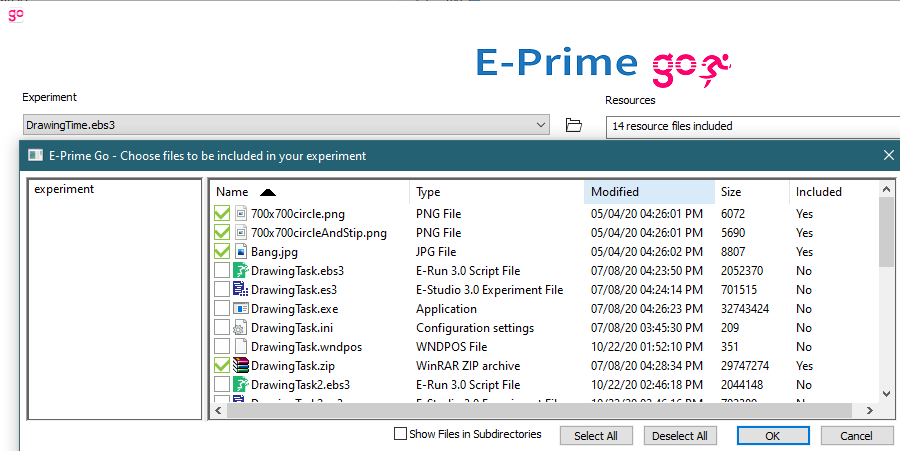 go
E-Prime go
Experiment
Resources
DrawingTime.ebs3
14 resource files included
E-Prime Go - Choose files to be included in your experiment
experiment
Name Type Modified Size Included
700x700circle.png PNG File 05/04/20 04:26:01 PM 6072 Yes
700x700circleAndStip.png PNG File 05/04/20 04:26:01 PM 5690 Yes
Bang.jpg JPG File 05/04/20 04:26:02 PM 8807 Yes
DrawingTask.ebs3 E-Run 3.0 Script File 07/08/20 04:23:50 PM 2052370 No
DrawingTask.es3 E-Studio 3.0 Experiment File 07/08/20 04:24:14 PM 701515 No
DrawingTask.exe Application 07/08/20 04:26:23 PM 32743424 No
DrawingTask.ini Configuration settings 07/08/20 03:45:30 PM 209 No
DrawingTask.wndpos WNDPOS File 10/22/20 01:52:10 PM 351 No
DrawingTask.zip WinRAR ZIP archive 07/08/20 04:28:34 PM 29747274 Yes
DrawingTask2.ebs3 E-Run 3.0 Script File 10/22/20 02:46:18 PM 2044148 No
Show Files in Subdirectories Select All Deselect All OK Cancel